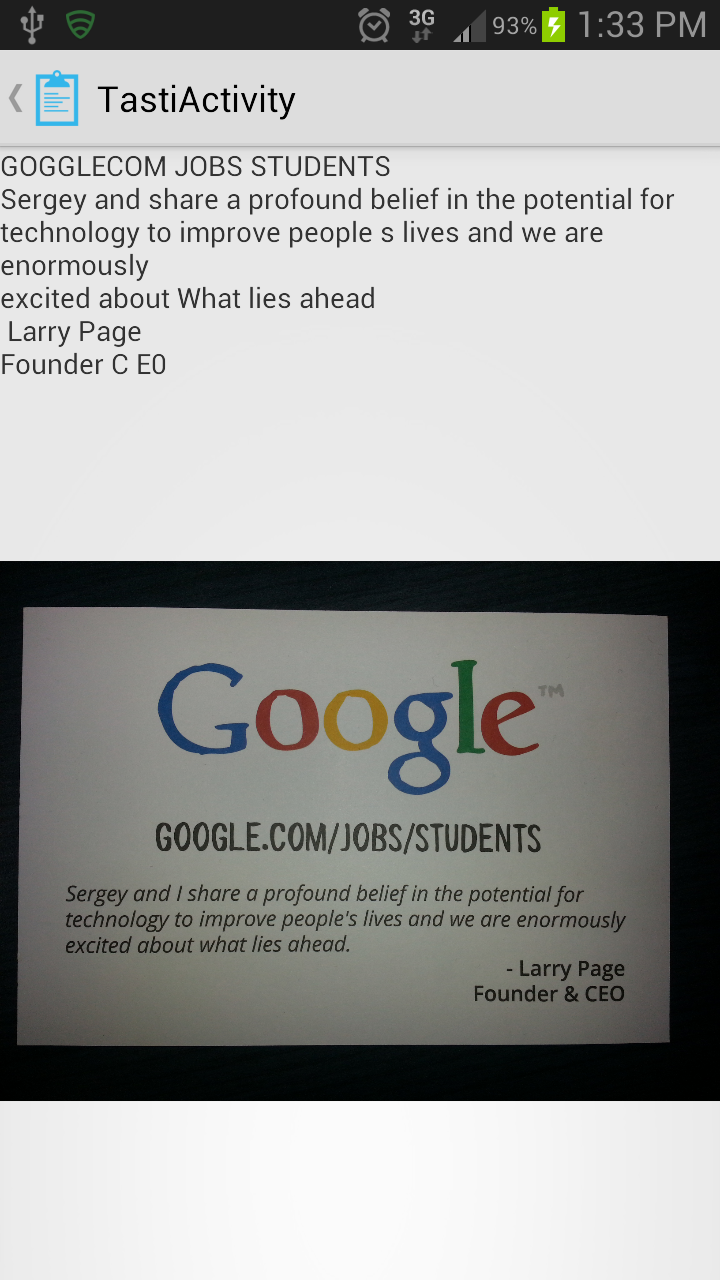 3G 93% 1:33 PM
TastiActivity
GOGGLECOM JOBS STUDENTS
Sergey and share a profound belief in the potential for
technology to improve people s lives and we are
enormously
excited about What lies ahead
Larry Page
Founder C E0
Google™
GOOGLE.COM/JOBS/STUDENTS
Sergey and I share a profound belief in the potential for
technology to improve people's lives and we are enormously
excited about what lies ahead.
- Larry Page
Founder & CEO